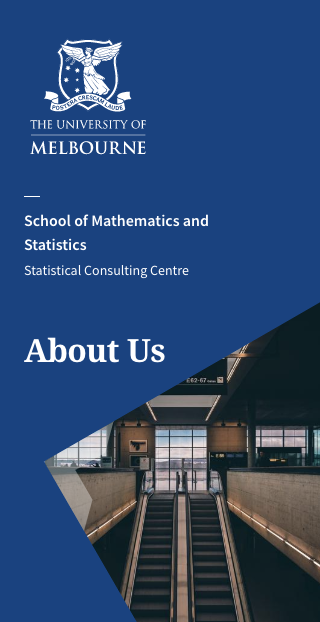 POSTERA CRESCAM LAUDE
THE UNIVERSITY OF
MELBOURNE
School of Mathematics and
Statistics
Statistical Consulting Centre
About Us